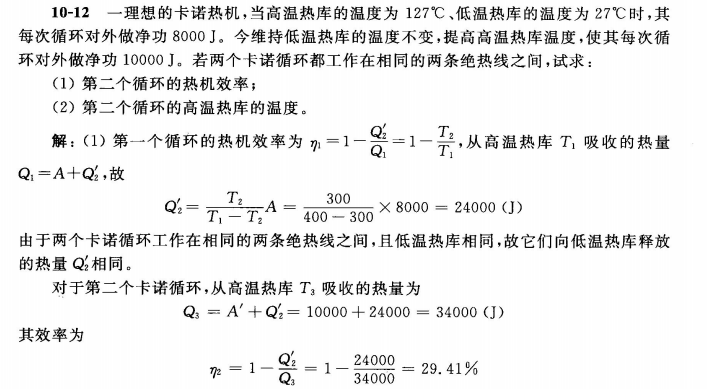 10-12 一理想的卡诺热机,当高温热库的温度为 127℃、低温热库的温度为 27℃时,其
每次循环对外做净功 8000 J。今维持低温热库的温度不变,提高高温热库温度,使其每次循
环对外做净功 10000 J。若两个卡诺循环都工作在相同的两条绝热线之间,试求:
(1) 第二个循环的热机效率;
(2) 第二个循环的高温热库的温度。
解:(1) 第一个循环的热机效率为 η₁=1-Q₂′/Q₁=1-T₂/T₁,从高温热库 T₁ 吸收的热量
Q₁=A+Q₂′,故
Q₂′=T₂/(T₁-T₂)A=300/(400-300)×8000=24000 (J)
由于两个卡诺循环工作在相同的两条绝热线之间,且低温热库相同,故它们向低温热库释放
的热量 Q₂′相同。
对于第二个卡诺循环,从高温热库 T₃ 吸收的热量为
Q₃=A′+Q₂′=10000+24000=34000 (J)
其效率为
η₂=1-Q₂′/Q₃=1-24000/34000=29.41%